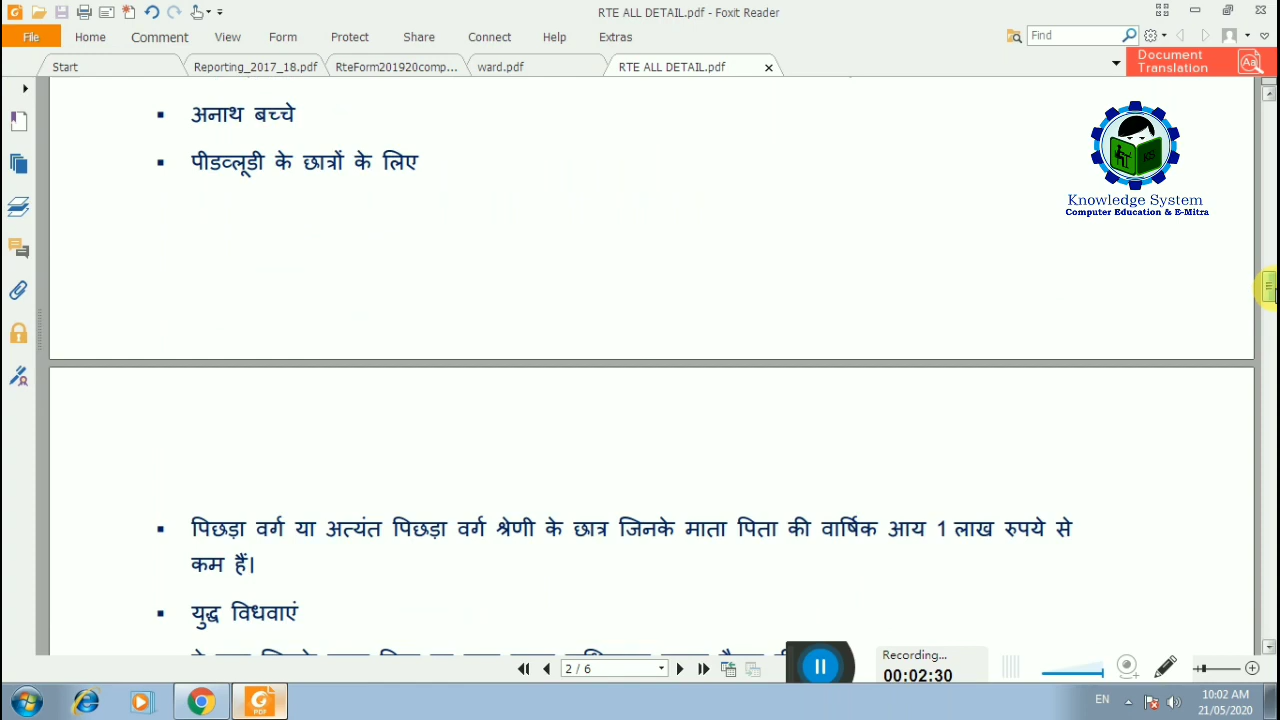 RTE ALL DETAIL.pdf - Foxit Reader
File Home Comment View Form Protect Share Connect Help Extras Find
Start Reporting_2017_18.pdf RteForm201920comp... ward.pdf RTE ALL DETAIL.pdf
Document
Translation
अनाथ बच्चे
पीडव्लूडी के छात्रों के लिए
KS
Knowledge System
Computer Education & E-Mitra
पिछड़ा वर्ग या अत्यंत पिछड़ा वर्ग श्रेणी के छात्र जिनके माता पिता की वार्षिक आय 1 लाख रुपये से
कम हैं।
युद्ध विधवाएं
2 / 6
Recording...
00:02:30
EN
10:02 AM
21/05/2020